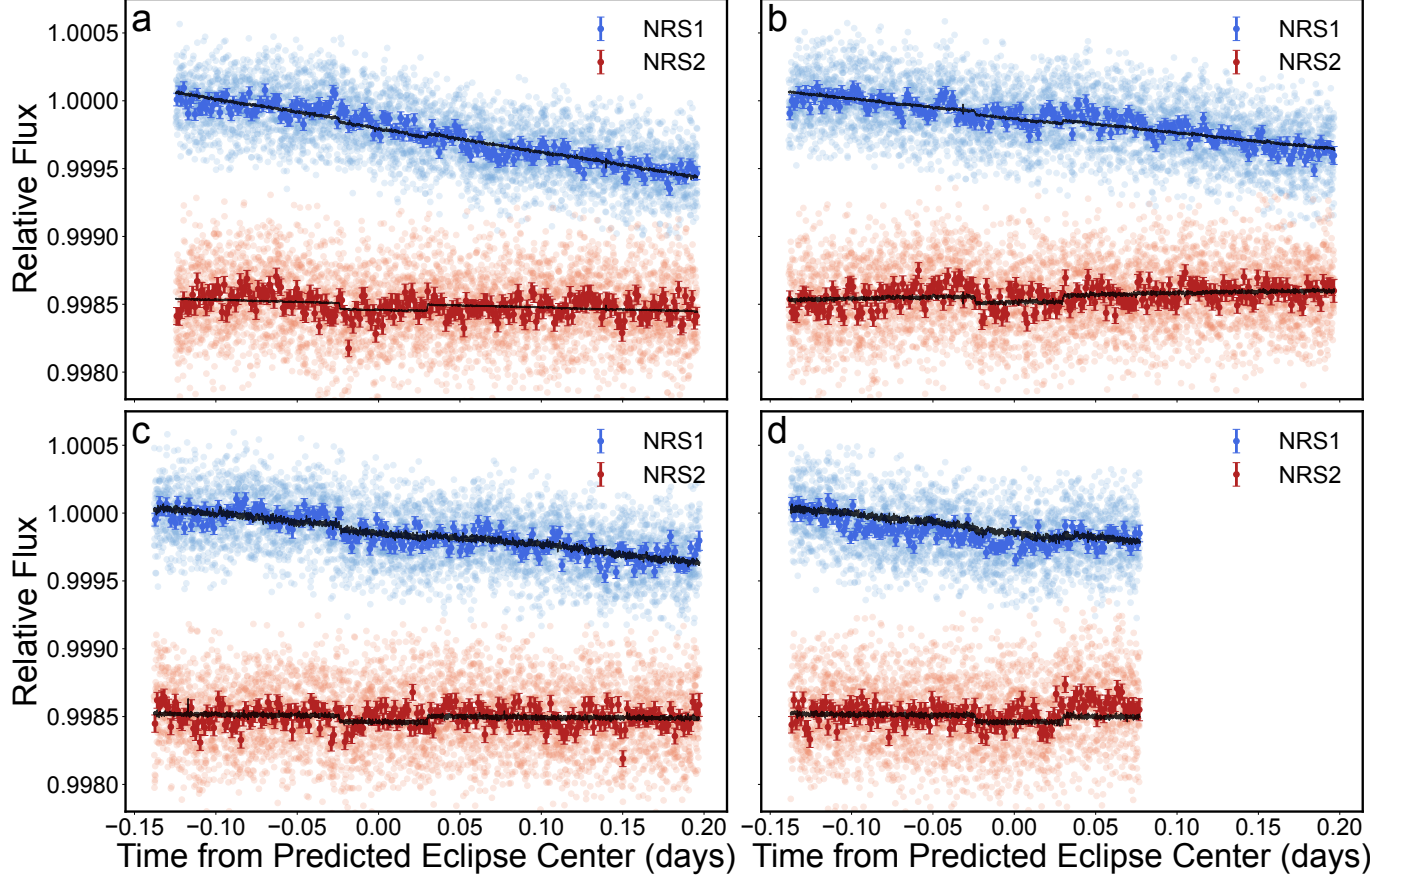 a
NRS1
NRS2
b
NRS1
NRS2
1.0005
1.0000
0.9995
0.9990
0.9985
0.9980
Relative Flux
c
NRS1
NRS2
d
NRS1
NRS2
1.0005
1.0000
0.9995
0.9990
0.9985
0.9980
Relative Flux
−0.15 −0.10 −0.05 0.00 0.05 0.10 0.15 0.20
−0.15 −0.10 −0.05 0.00 0.05 0.10 0.15 0.20
Time from Predicted Eclipse Center (days)
Time from Predicted Eclipse Center (days)